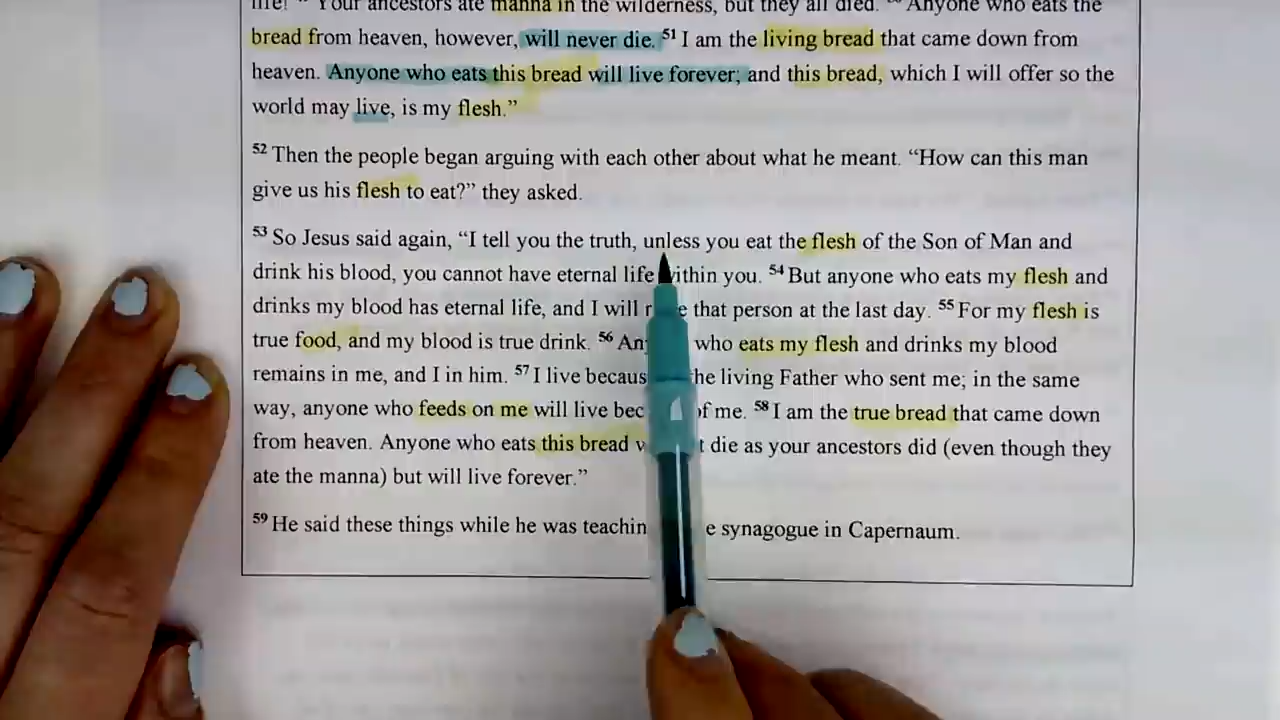 life! Your ancestors ate manna in the wilderness, but they all died. Anyone who eats the
bread from heaven, however, will never die. 51 I am the living bread that came down from
heaven. Anyone who eats this bread will live forever; and this bread, which I will offer so the
world may live, is my flesh.”
52 Then the people began arguing with each other about what he meant. “How can this man
give us his flesh to eat?” they asked.
53 So Jesus said again, “I tell you the truth, unless you eat the flesh of the Son of Man and
drink his blood, you cannot have eternal life within you. 54 But anyone who eats my flesh and
drinks my blood has eternal life, and I will that person at the last day. 55 For my flesh is
true food, and my blood is true drink. 56 who eats my flesh and drinks my blood
remains in me, and I in him. 57 I live because the living Father who sent me; in the same
way, anyone who feeds on me will live of me. 58 I am the true bread that came down
from heaven. Anyone who eats this bread die as your ancestors did (even though they
ate the manna) but will live forever.”
59 He said these things while he was teaching synagogue in Capernaum.